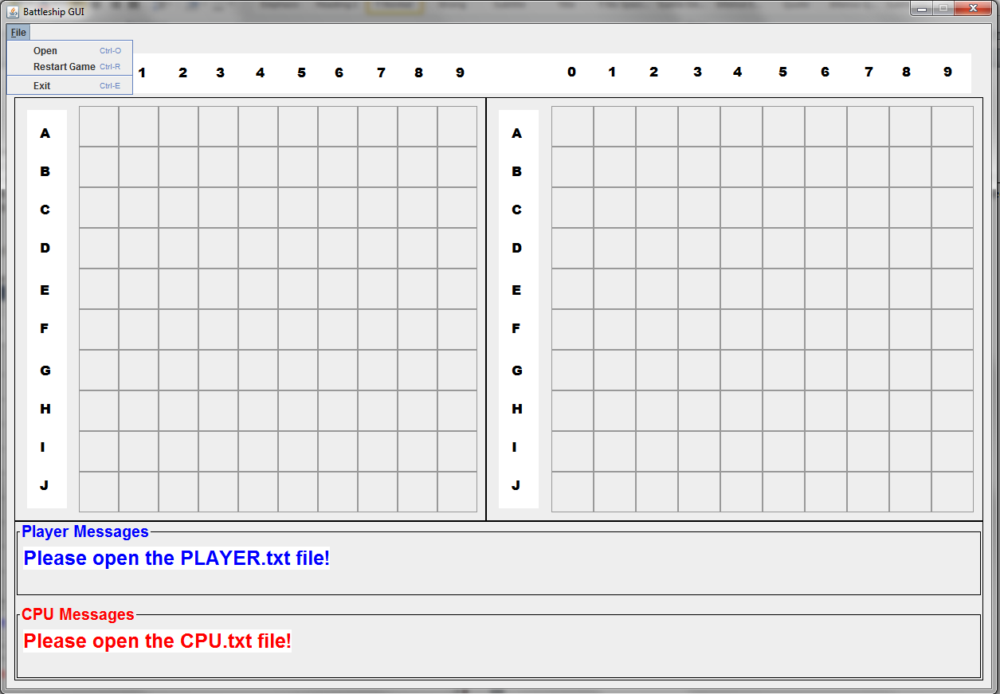 Battleship GUI
File
Open Ctrl-O
Restart Game Ctrl-R
Exit Ctrl-E
1 2 3 4 5 6 7 8 9 0 1 2 3 4 5 6 7 8 9
A A
B B
C C
D D
E E
F F
G G
H H
I I
J J
Player Messages
Please open the PLAYER.txt file!
CPU Messages
Please open the CPU.txt file!